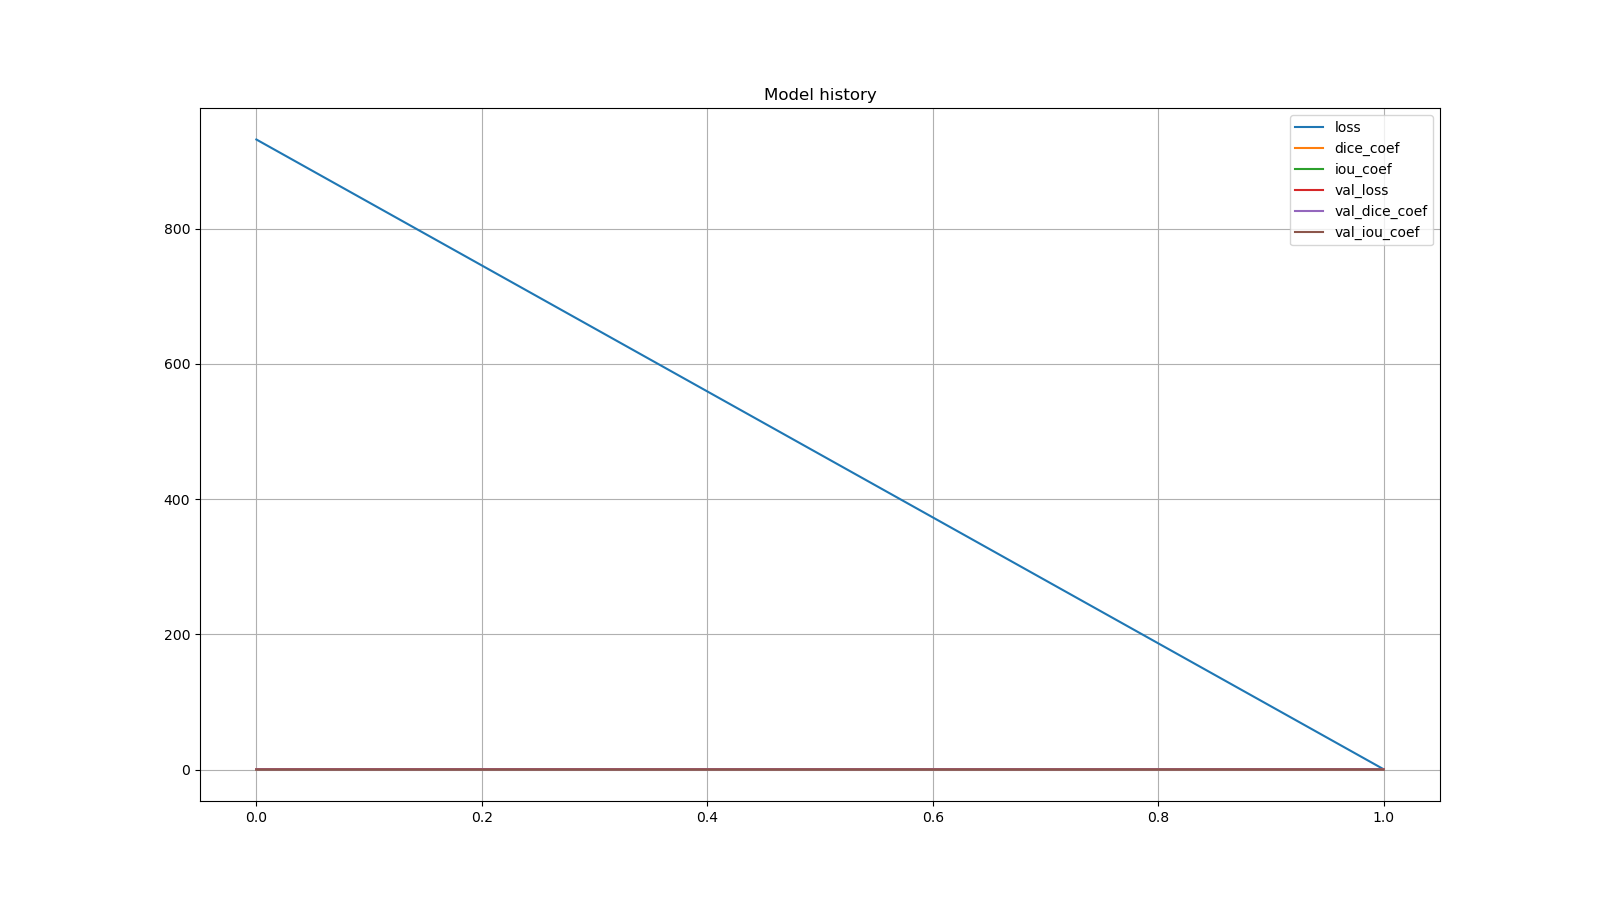 Model history
loss
dice_coef
iou_coef
val_loss
val_dice_coef
val_iou_coef
800
600
400
200
0
0.0 0.2 0.4 0.6 0.8 1.0